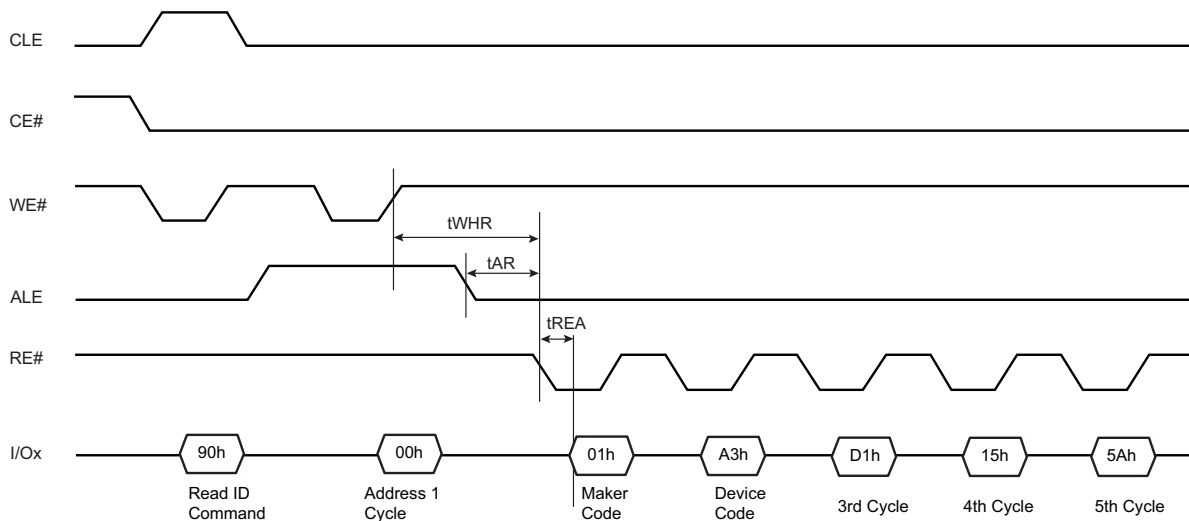 CLE
CE#
WE#
tWHR
tAR
ALE
tREA
RE#
I/Ox
90h
00h
01h
A3h
D1h
15h
5Ah
Read ID
Command
Address 1
Cycle
Maker
Code
Device
Code
3rd Cycle
4th Cycle
5th Cycle